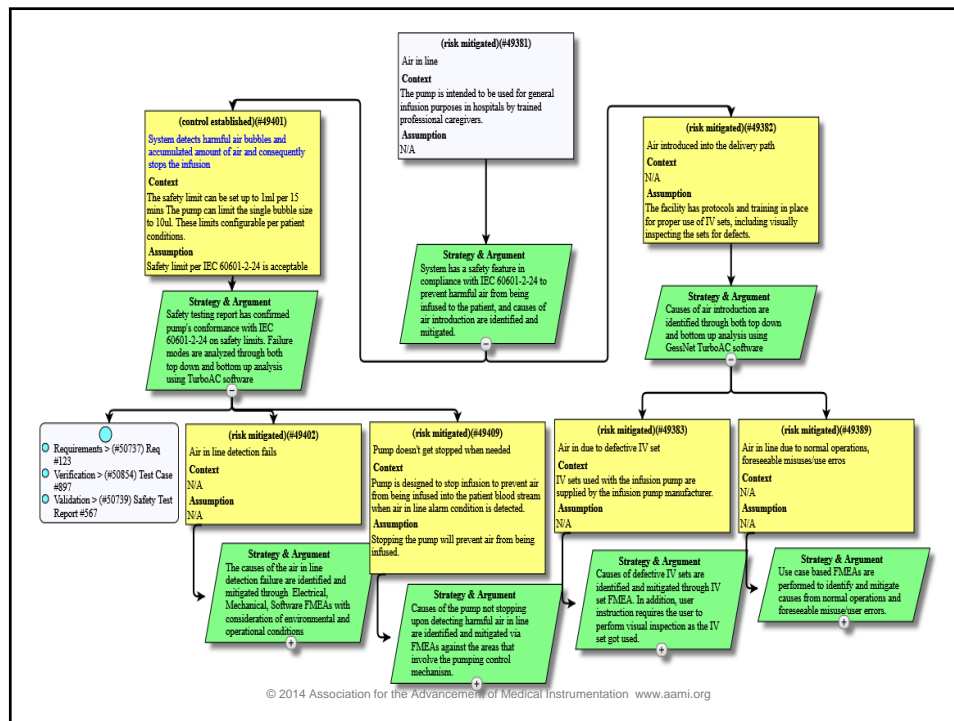 (risk mitigated)(#49381)
Air in line
Context
The pump is intended to be used for general
infusion purposes in hospitals by trained
professional caregivers.
Assumption
N/A
(control established)(#49401)
System detects harmful air bubbles and
accumulated amount of air and consequently
stops the infusion
Context
The safety limit can be set up to 1ml per 15
mins The pump can limit the single bubble size
to 10ul. These limits configurable per patient
conditions.
Assumption
Safety limit per IEC 60601-2-24 is acceptable
(risk mitigated)(#49382)
Air introduced into the delivery path
Context
N/A
Assumption
The facility has protocols and training in place
for proper use of IV sets, including visually
inspecting the sets for defects.
Strategy & Argument
System has a safety feature in
compliance with IEC 60601-2-24 to
prevent harmful air from being
infused to the patient, and causes of
air introduction are identified and
mitigated.
Strategy & Argument
Safety testing report has confirmed
pump's conformance with IEC
60601-2-24 on safety limits. Failure
modes are analyzed through both
top down and bottom up analysis
using TurboAC software
Strategy & Argument
Causes of air introduction are
identified through both top down
and bottom up analysis using
GessNet TurboAC software
Requirements > (#50737) Req
#123
Verification > (#50854) Test Case
#897
Validation > (#50739) Safety Test
Report #567
(risk mitigated)(#49402)
Air in line detection fails
Context
N/A
Assumption
N/A
(risk mitigated)(#49409)
Pump doesn't get stopped when needed
Context
Pump is designed to stop infusion to prevent air
from being infused into the patient blood stream
when air in line alarm condition is detected.
Assumption
Stopping the pump will prevent air from being
infused.
(risk mitigated)(#49383)
Air in due to defective IV set
Context
IV sets used with the infusion pump are
supplied by the infusion pump manufacturer.
Assumption
N/A
(risk mitigated)(#49389)
Air in line due to normal operations,
foreseeable misuses/use erros
Context
N/A
Assumption
N/A
Strategy & Argument
The causes of the air in line
detection failure are identified and
mitigated through Electrical,
Mechanical, Software FMEAs with
consideration of environmental and
operational conditions
Strategy & Argument
Causes of the pump not stopping
upon detecting harmful air in line
are identified and mitigated via
FMEAs against the areas that
involve the pumping control
mechanism.
Strategy & Argument
Causes of defective IV sets are
identified and mitigated through IV
set FMEA. In addition, user
instruction requires the user to
perform visual inspection as the IV
set got used.
Strategy & Argument
Use case based FMEAs are
performed to identify and mitigate
causes from normal operations and
foreseeable misuse/user errors.
© 2014 Association for the Advancement of Medical Instrumentation www.aami.org